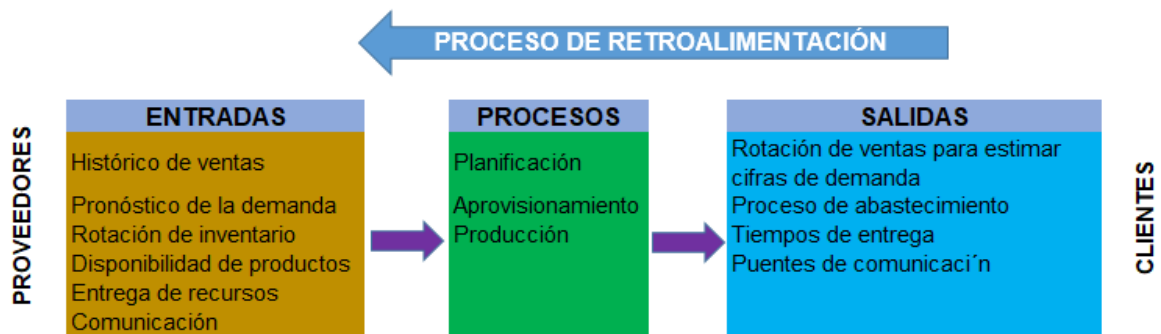 PROCESO DE RETROALIMENTACIÓN
PROVEEDORES
ENTRADAS
Histórico de ventas
Pronóstico de la demanda
Rotación de inventario
Disponibilidad de productos
Entrega de recursos
Comunicación
PROCESOS
Planificación
Aprovisionamiento
Producción
SALIDAS
Rotación de ventas para estimar
cifras de demanda
Proceso de abastecimiento
Tiempos de entrega
Puentes de comunicaci´n
CLIENTES